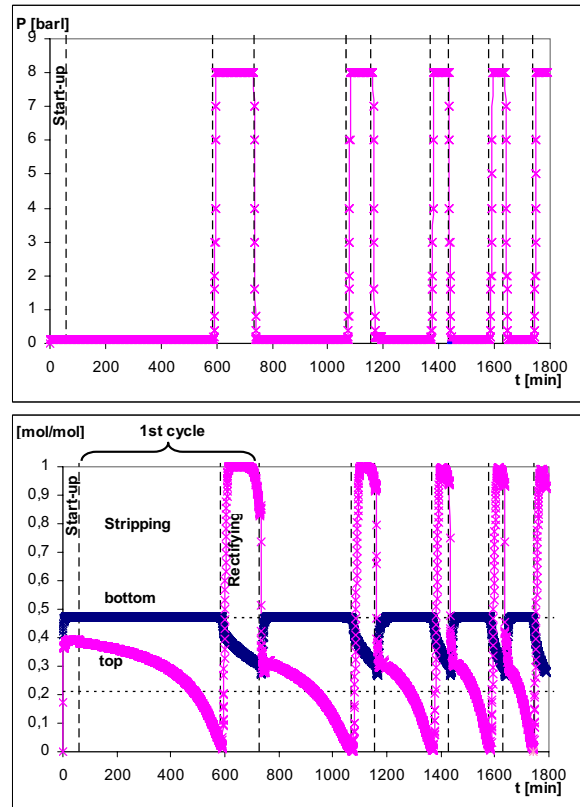 P [barl]
9
8
7
6
5
4
3
2
1
0
Start-up
0 200 400 600 800 1000 1200 1400 1600 1800
t [min]
[mol/mol]
1st cycle
1
0,9
0,8
0,7
0,6
0,5
0,4
0,3
0,2
0,1
0
Start-up
Stripping
Rectifying
bottom
top
0 200 400 600 800 1000 1200 1400 1600 1800
t [min]